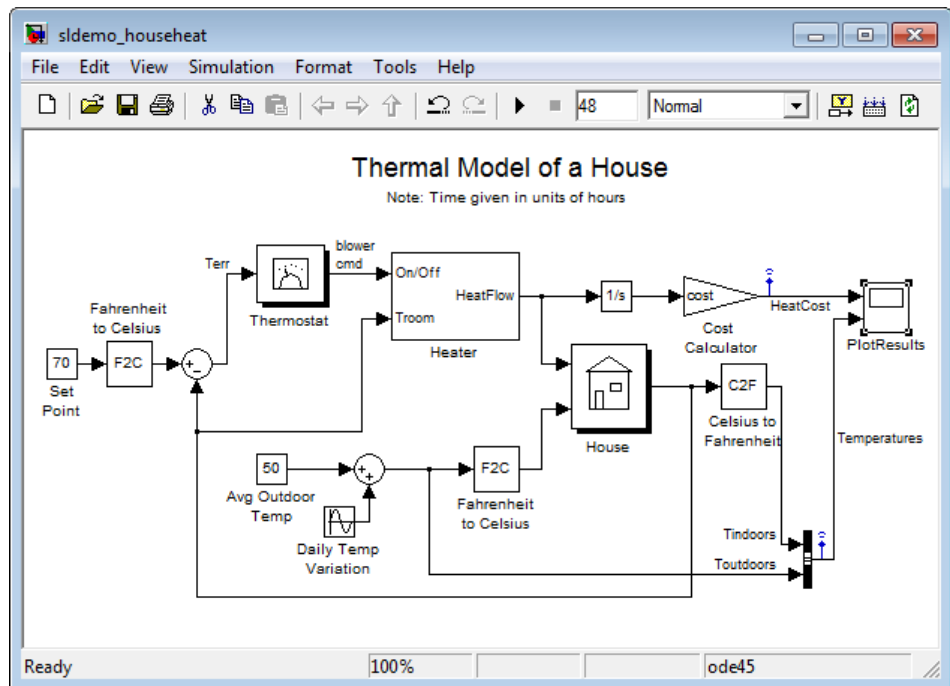 sldemo_househeat
File Edit View Simulation Format Tools Help
48 Normal
Thermal Model of a House
Note: Time given in units of hours
Terr
blower
cmd
On/Off
HeatFlow
Troom
Heater
Thermostat
Fahrenheit
to Celsius
70
F2C
Set
Point
1/s
cost
HeatCost
Cost
Calculator
PlotResults
House
C2F
Celsius to
Fahrenheit
Temperatures
50
Avg Outdoor
Temp
Daily Temp
Variation
F2C
Fahrenheit
to Celsius
Tindoors
Toutdoors
Ready 100% ode45